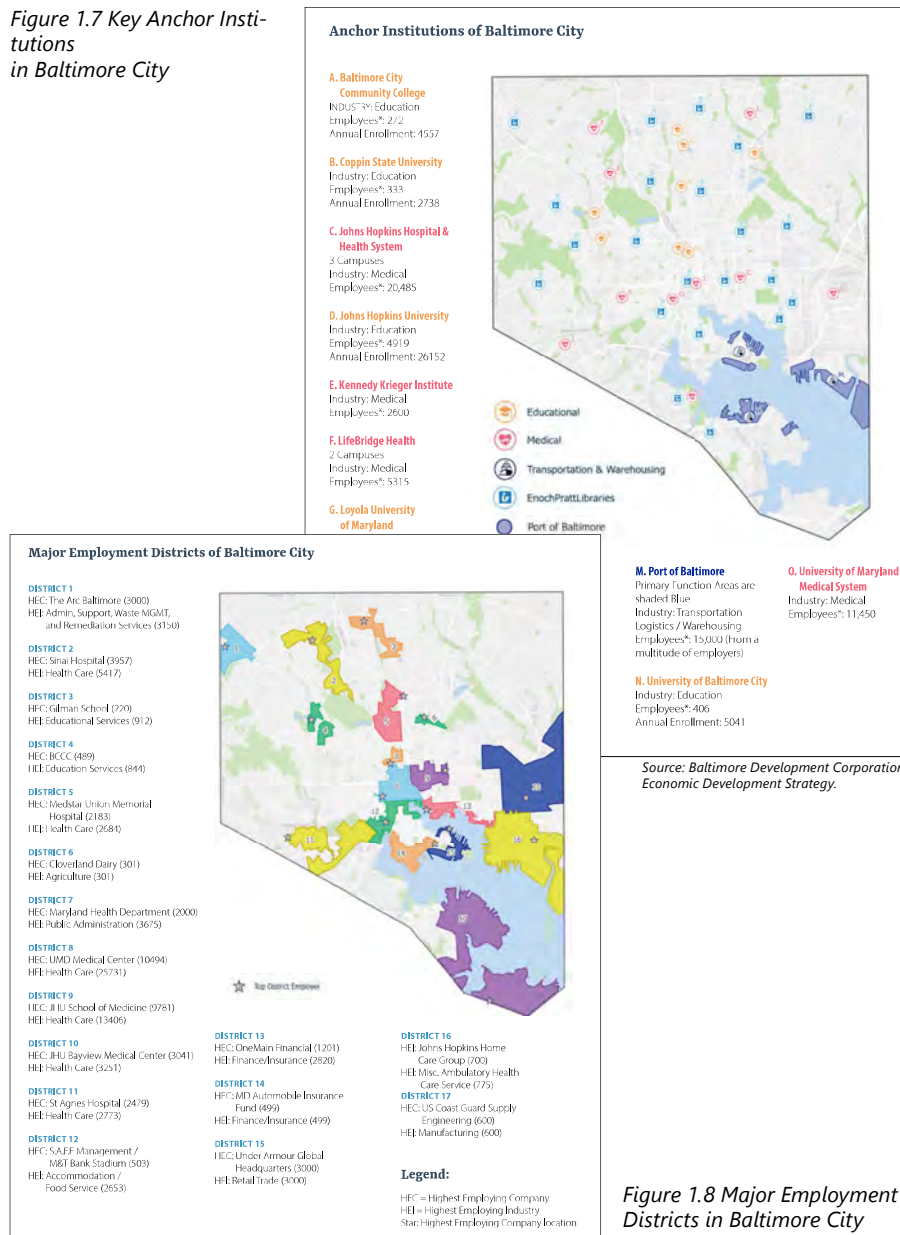 Figure 1.7 Key Anchor Insti-
tutions
in Baltimore City
Anchor Institutions of Baltimore City
A. Baltimore City
Community College
INDUSTRY: Education
Employees*: 272
Annual Enrollment: 4557
B. Coppin State University
Industry: Education
Employees*: 333
Annual Enrollment: 2738
C. Johns Hopkins Hospital &
Health System
3 Campuses
Industry: Medical
Employees*: 20,485
D. Johns Hopkins University
Industry: Education
Employees*: 4919
Annual Enrollment: 26152
E. Kennedy Krieger Institute
Industry: Medical
Employees*: 2600
F. LifeBridge Health
2 Campuses
Industry: Medical
Employees*: 5315
G. Loyola University
of Maryland
Educational
Medical
Transportation & Warehousing
EnochPrattLibraries
Port of Baltimore
M. Port of Baltimore
Primary Function Areas are
shaded Blue
Industry: Transportation
Logistics / Warehousing
Employees*: 15,000 (From a
multitude of employers)
N. University of Baltimore City
Industry: Education
Employees*: 406
Annual Enrollment: 5041
O. University of Maryland
Medical System
Industry: Medical
Employees*: 11,450
Source: Baltimore Development Corporation
Economic Development Strategy.
Major Employment Districts of Baltimore City
DISTRICT 1
HEC: The Arc Baltimore (3000)
HEI: Admin, Support, Waste MGMT,
and Remediation Services (3150)
DISTRICT 2
HEC: Sinai Hospital (3957)
HEI: Health Care (5417)
DISTRICT 3
HEC: Gilman School (220)
HEI: Educational Services (912)
DISTRICT 4
HEC: BCCC (489)
HEI: Education Services (844)
DISTRICT 5
HEC: Medstar Union Memorial
Hospital (2183)
HEI: Health Care (2684)
DISTRICT 6
HEC: Cloverland Dairy (301)
HEI: Agriculture (301)
DISTRICT 7
HEC: Maryland Health Department (2000)
HEI: Public Administration (3675)
DISTRICT 8
HEC: UMD Medical Center (10494)
HEI: Health Care (25731)
DISTRICT 9
HEC: JHU School of Medicine (9781)
HEI: Health Care (13406)
DISTRICT 10
HEC: JHU Bayview Medical Center (3041)
HEI: Health Care (3251)
DISTRICT 11
HEC: St Agnes Hospital (2479)
HEI: Health Care (2773)
DISTRICT 12
HEC: S.A.F.E Management /
M&T Bank Stadium (503)
HEI: Accommodation /
Food Service (2653)
Top District Employer
DISTRICT 13
HEC: OneMain Financial (1201)
HEI: Finance/Insurance (2820)
DISTRICT 14
HEC: MD Automobile Insurance
Fund (499)
HEI: Finance/Insurance (499)
DISTRICT 15
HEC: Under Armour Global
Headquarters (3000)
HEI: Retail Trade (3000)
DISTRICT 16
HEI: Johns Hopkins Home
Care Group (700)
HEI: Misc. Ambulatory Health
Care Service (775)
DISTRICT 17
HEC: US Coast Guard Supply
Engineering (600)
HEI: Manufacturing (600)
Legend:
HEC = Highest Employing Company
HEI = Highest Employing Industry
Star: Highest Employing Company location
Figure 1.8 Major Employment
Districts in Baltimore City